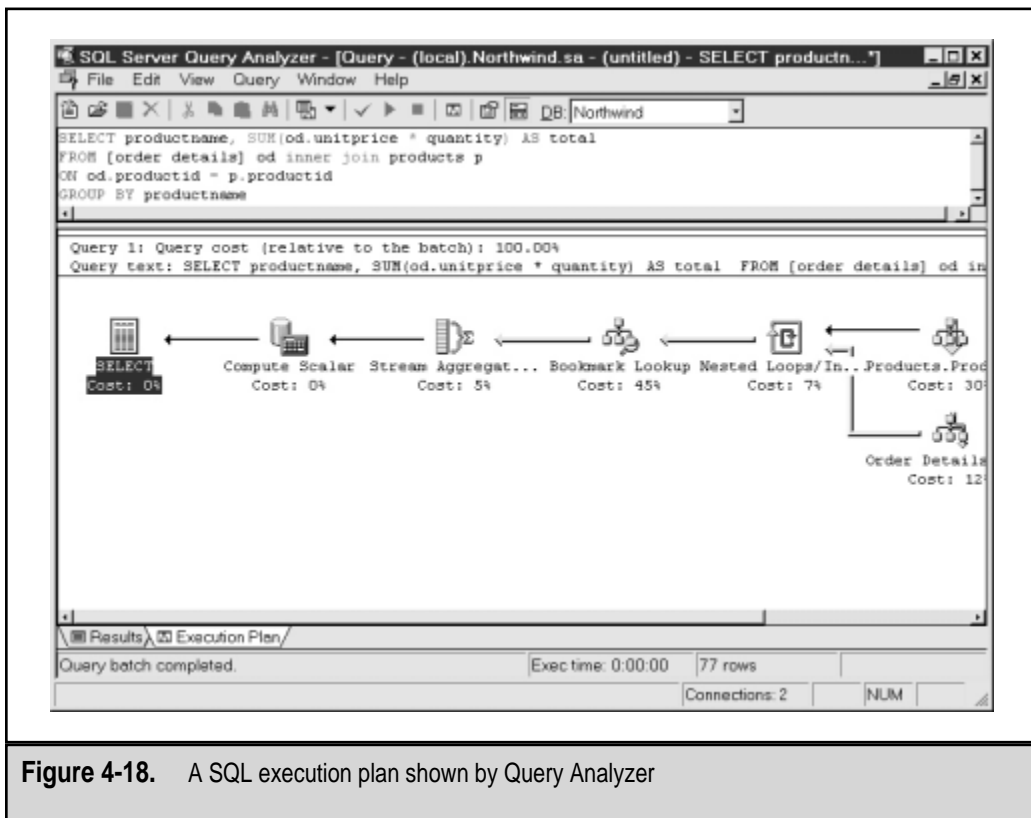 SQL Server Query Analyzer - [Query - (local).Northwind.sa - (untitled) - SELECT productn...*]
File Edit View Query Window Help
DB: Northwind
SELECT productname, SUM(od.unitprice * quantity) AS total
FROM [order details] od inner join products p
ON od.productid = p.productid
GROUP BY productname
Query 1: Query cost (relative to the batch): 100.00%
Query text: SELECT productname, SUM(od.unitprice * quantity) AS total FROM [order details] od in
SELECT Compute Scalar Stream Aggregat... Bookmark Lookup Nested Loops/In... Products.Prod
Cost: 0% Cost: 0% Cost: 5% Cost: 45% Cost: 7% Cost: 30%
Order Details
Cost: 12%
Results Execution Plan
Query batch completed. Exec time: 0:00:00 77 rows
Connections: 2 NUM
Figure 4-18. A SQL execution plan shown by Query Analyzer